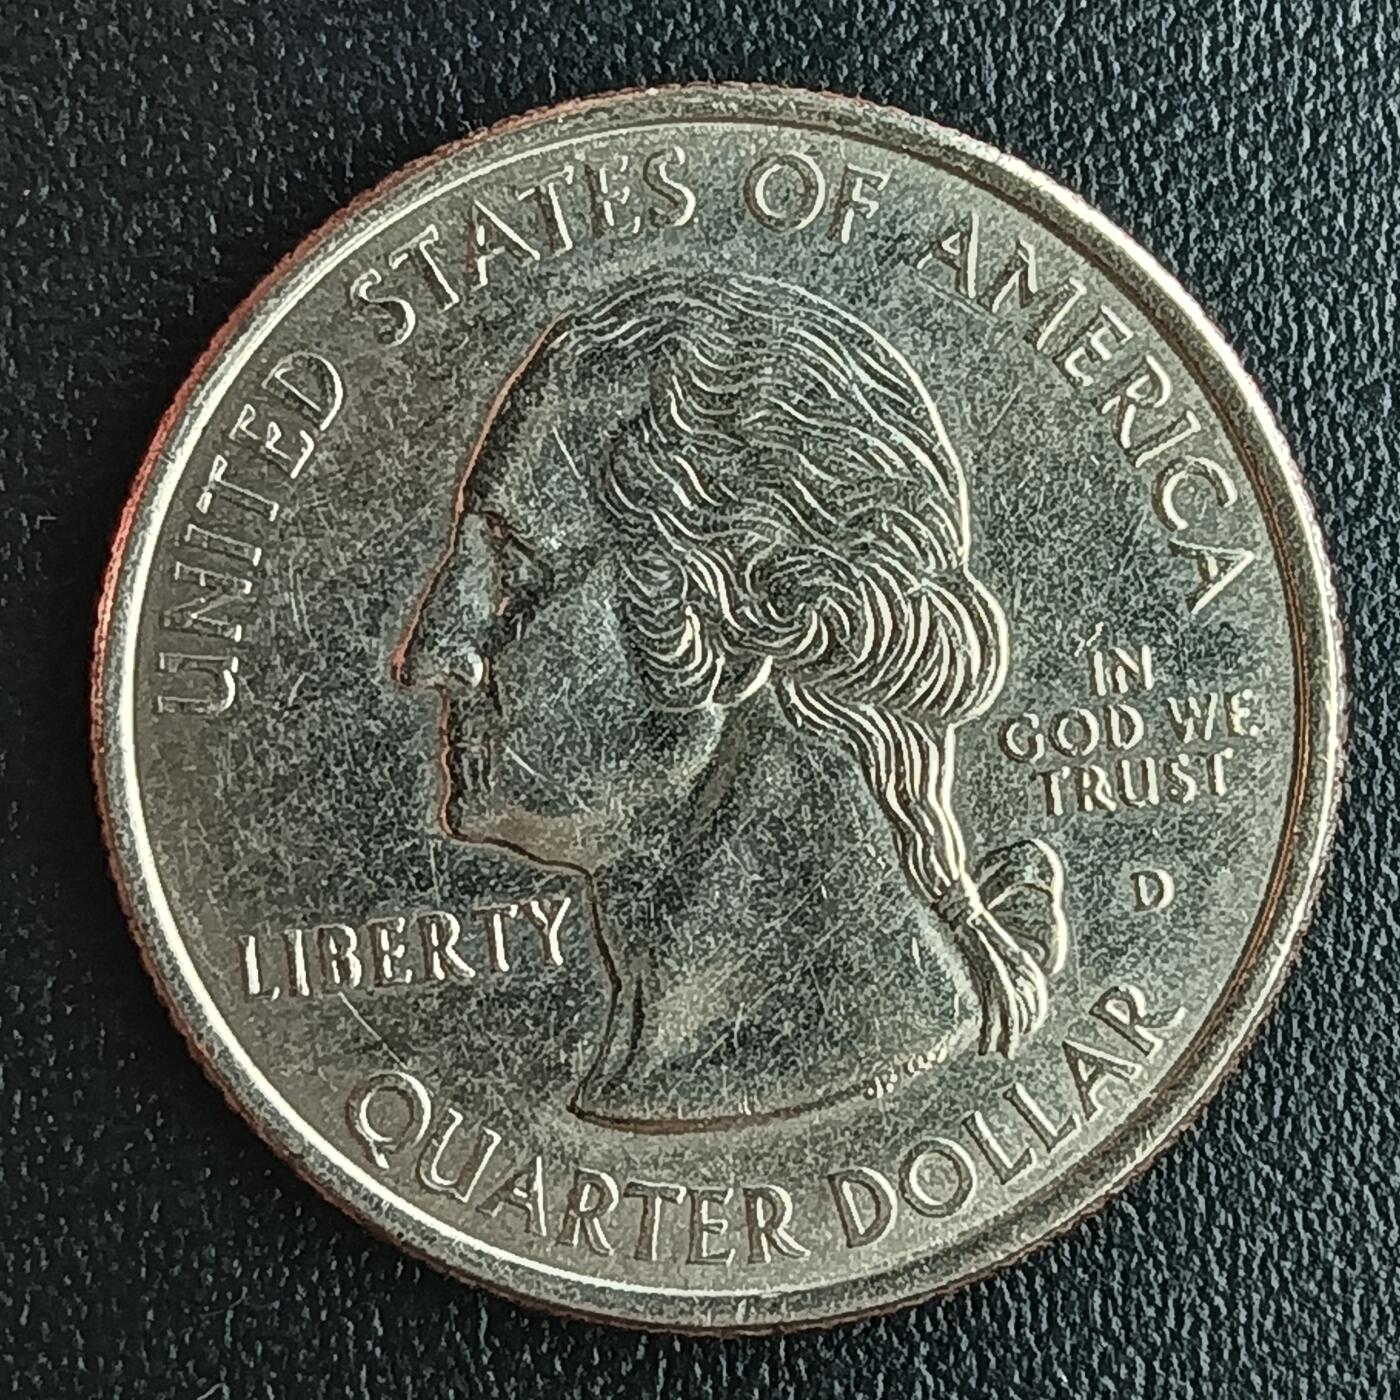 UNITED STATES OF AMERICA
LIBERTY
IN
GOD WE
TRUST
D
QUARTER DOLLAR